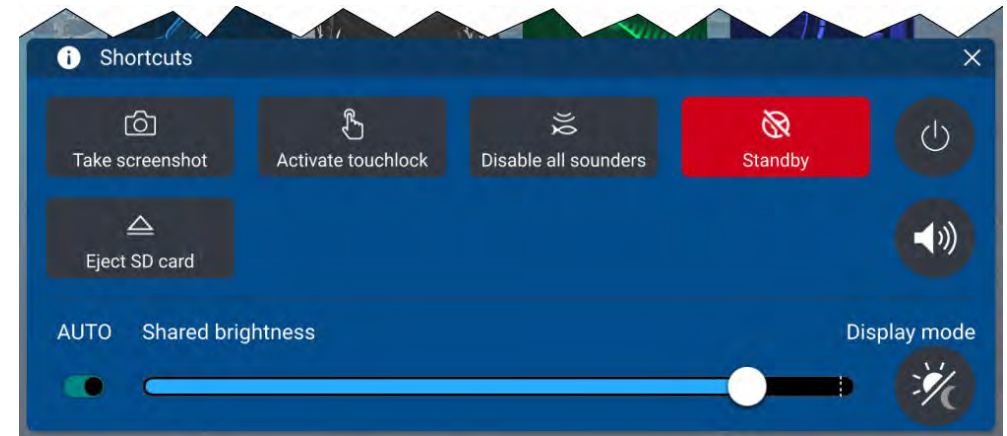 Shortcuts
Take screenshot
Activate touchlock
Disable all sounders
Standby
Eject SD card
AUTO
Shared brightness
Display mode